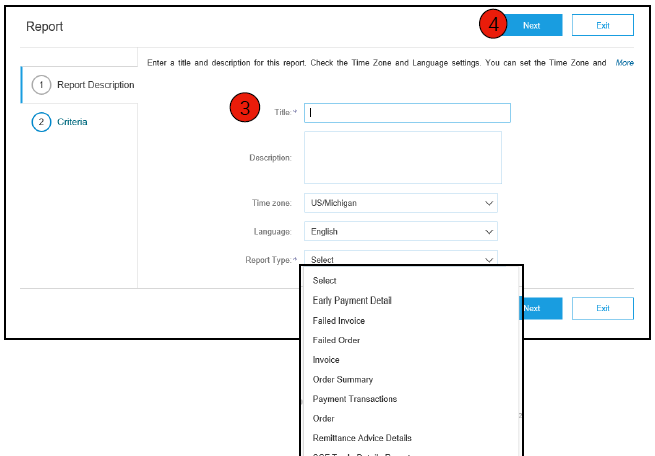 Report
4
Next
Exit
Enter a title and description for this report. Check the Time Zone and Language settings. You can set the Time Zone and More
1 Report Description
2 Criteria
3
Title:*
Description:
Time zone: US/Michigan
Language: English
Report Type:* Select
Select
Early Payment Detail
Failed Invoice
Failed Order
Invoice
Order Summary
Payment Transactions
Order
Remittance Advice Details
Next
Exit